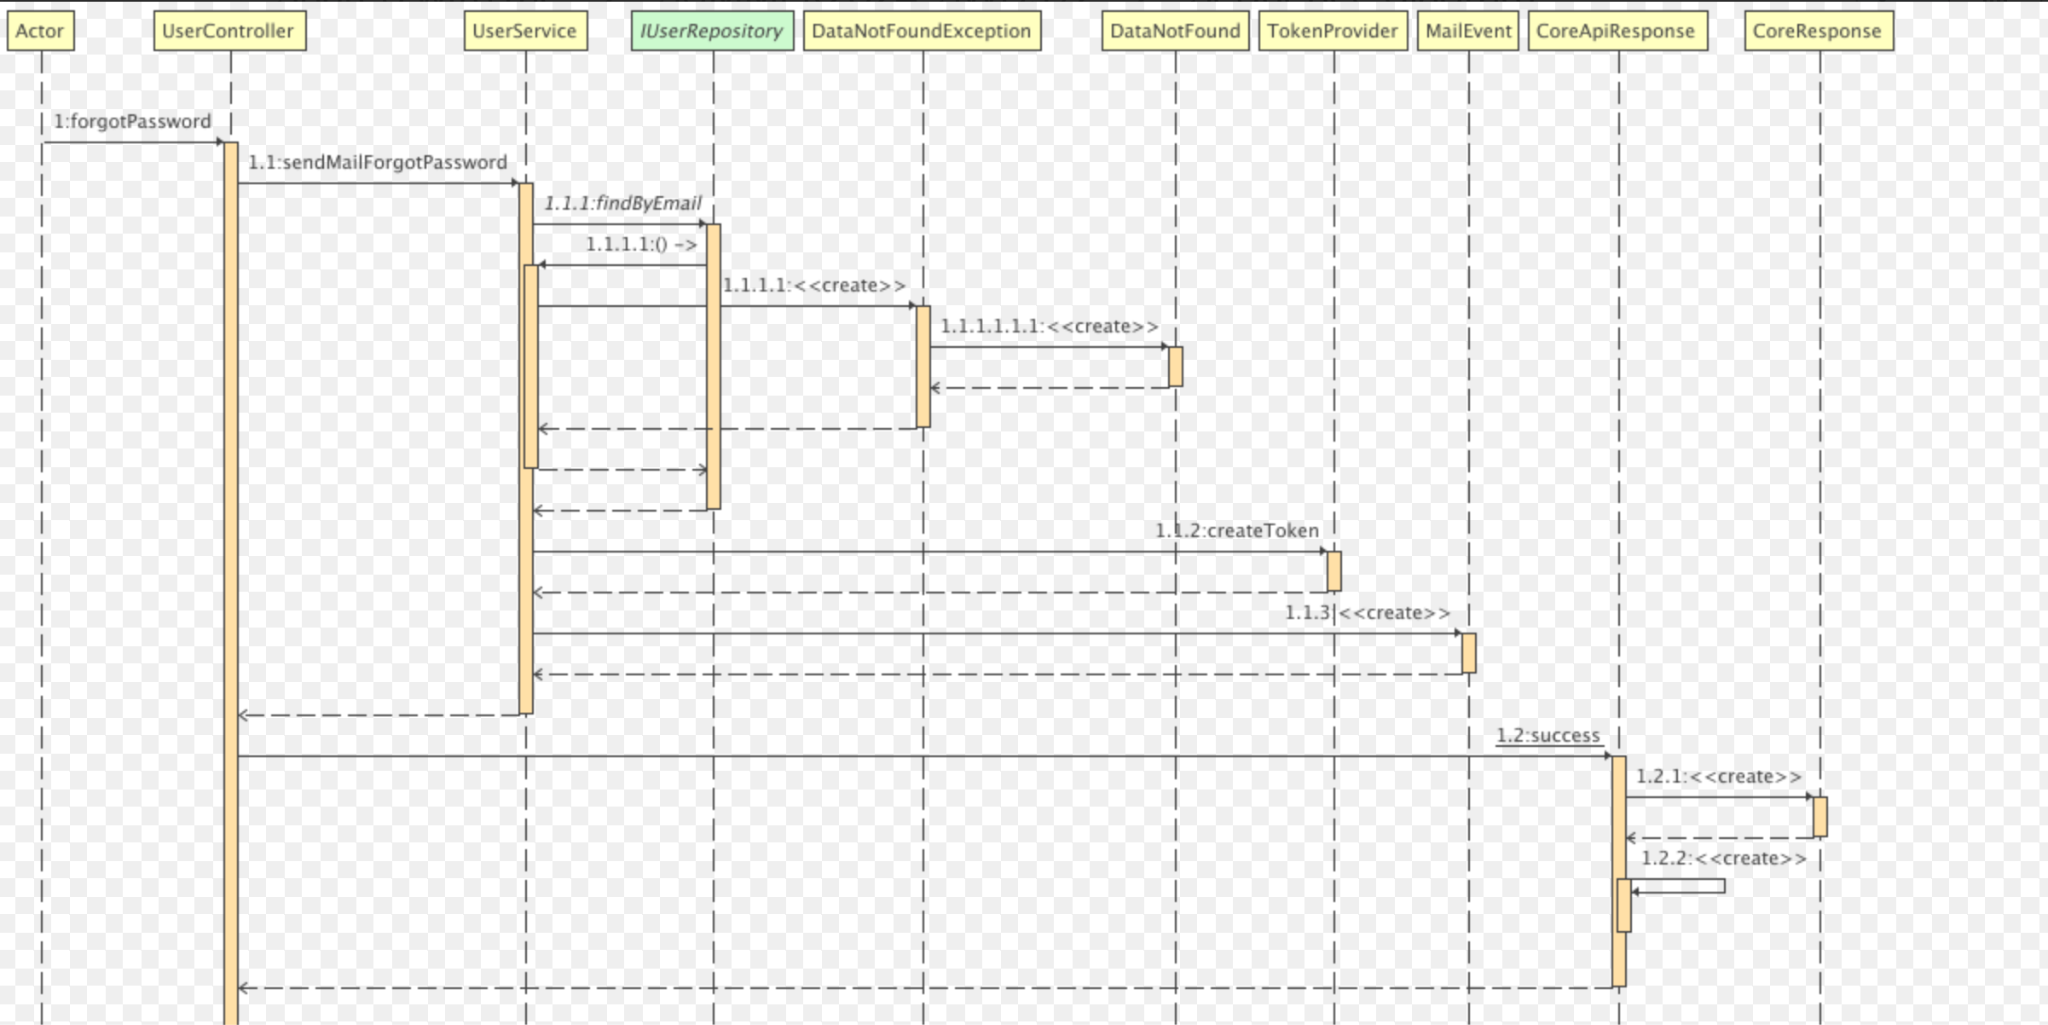 Actor
UserController
UserService
IUserRepository
DataNotFoundException
DataNotFound
TokenProvider
MailEvent
CoreApiResponse
CoreResponse
1:forgotPassword
1.1:sendMailForgotPassword
1.1.1:findByEmail
1.1.1.1:() ->
1.1.1.1:<<create>>
1.1.1.1.1.1:<<create>>
1.1.2:createToken
1.1.3:<<create>>
1.2:success
1.2.1:<<create>>
1.2.2:<<create>>